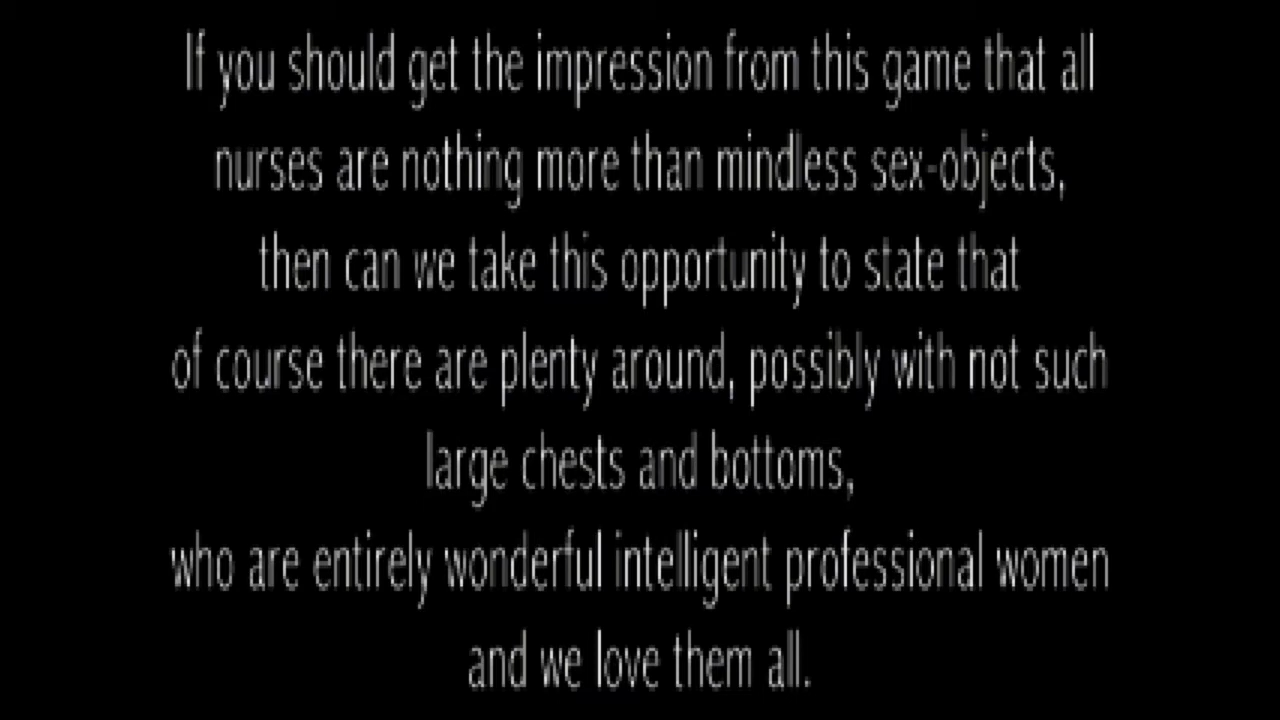 If you should get the impression from this game that all
nurses are nothing more than mindless sex-objects,
then can we take this opportunity to state that
of course there are plenty around, possibly with not such
large chests and bottoms,
who are entirely wonderful intelligent professional women
and we love them all.